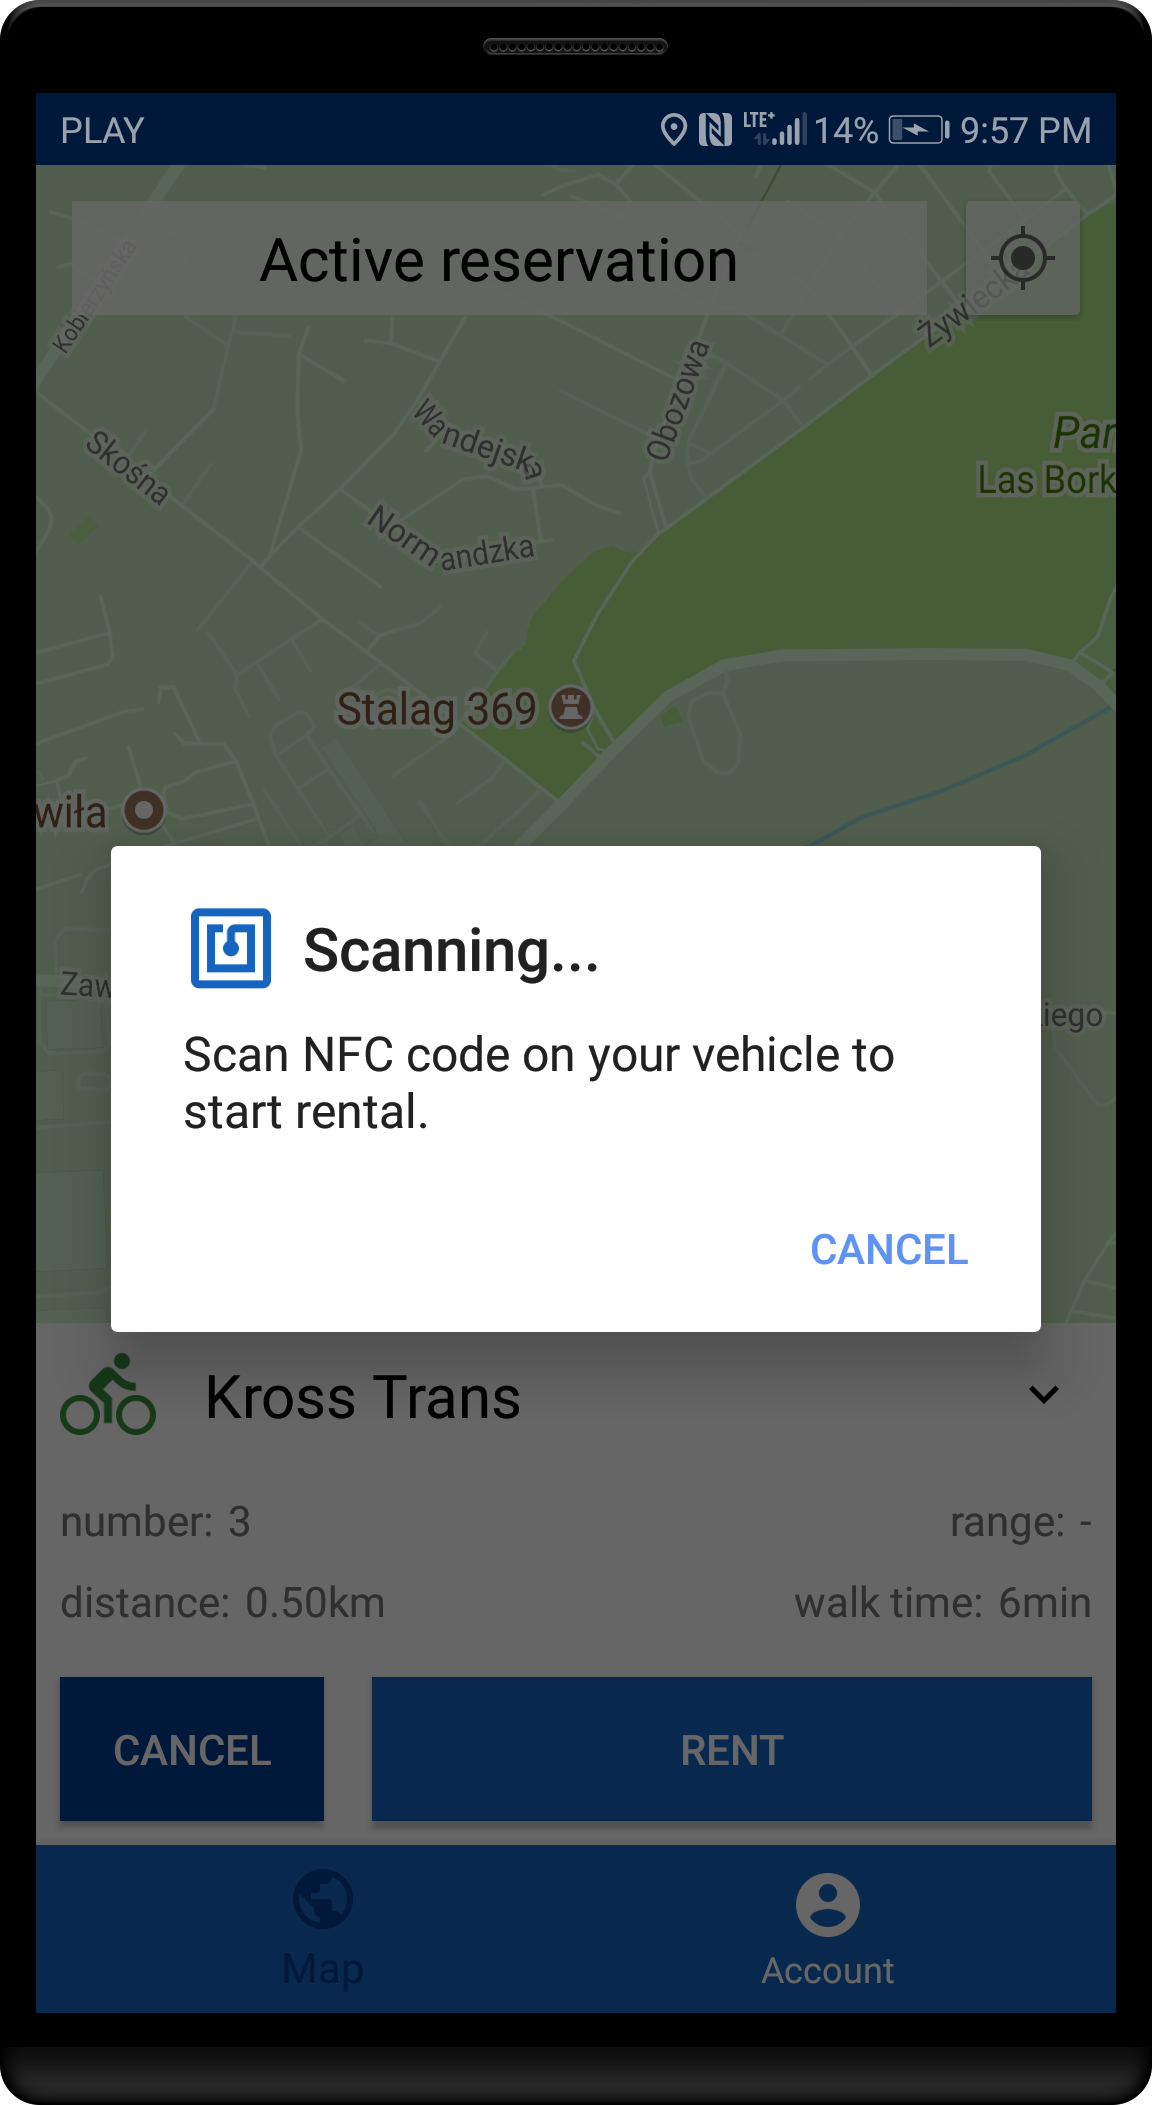 PLAY
LTE+ 14% 9:57 PM
Active reservation
Kobierzyńska
Żywiecka
Obozowa
Wandejska
Skośna
Par
Las Bork
Normandzka
Stalag 369
wiła
Scanning...
Zaw
Scan NFC code on your vehicle to
iego
start rental.
CANCEL
Kross Trans
number: 3 range: -
distance: 0.50km walk time: 6min
CANCEL RENT
Map Account